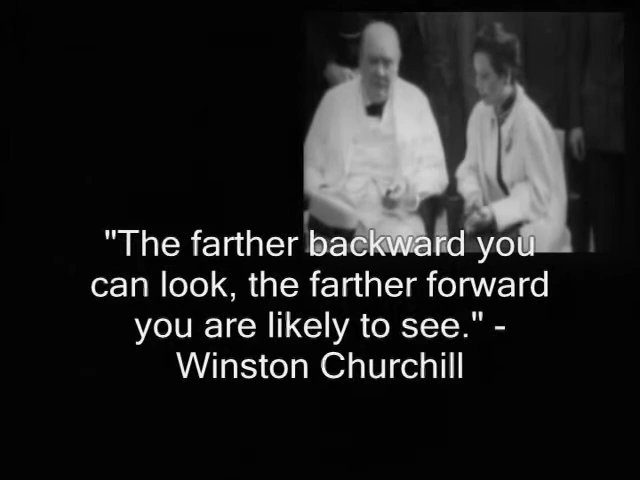 "The farther backward you
can look, the farther forward
you are likely to see." -
Winston Churchill